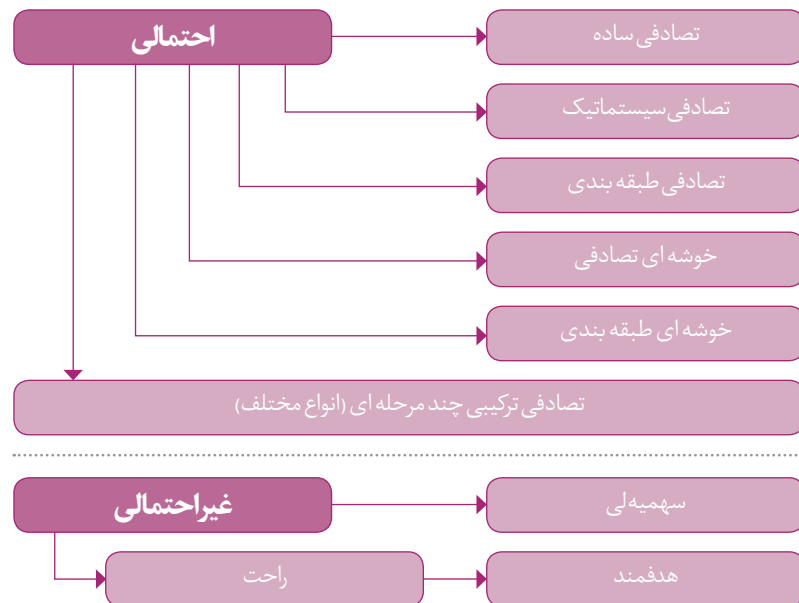 احتمالی
تصادفی ساده
تصادفی سیستماتیک
تصادفی طبقه بندی
خوشه ای تصادفی
خوشه ای طبقه بندی
تصادفی ترکیبی چند مرحله ای (انواع مختلف)
غیراحتمالی
سهمیه‌لی
راحت
هدفمند